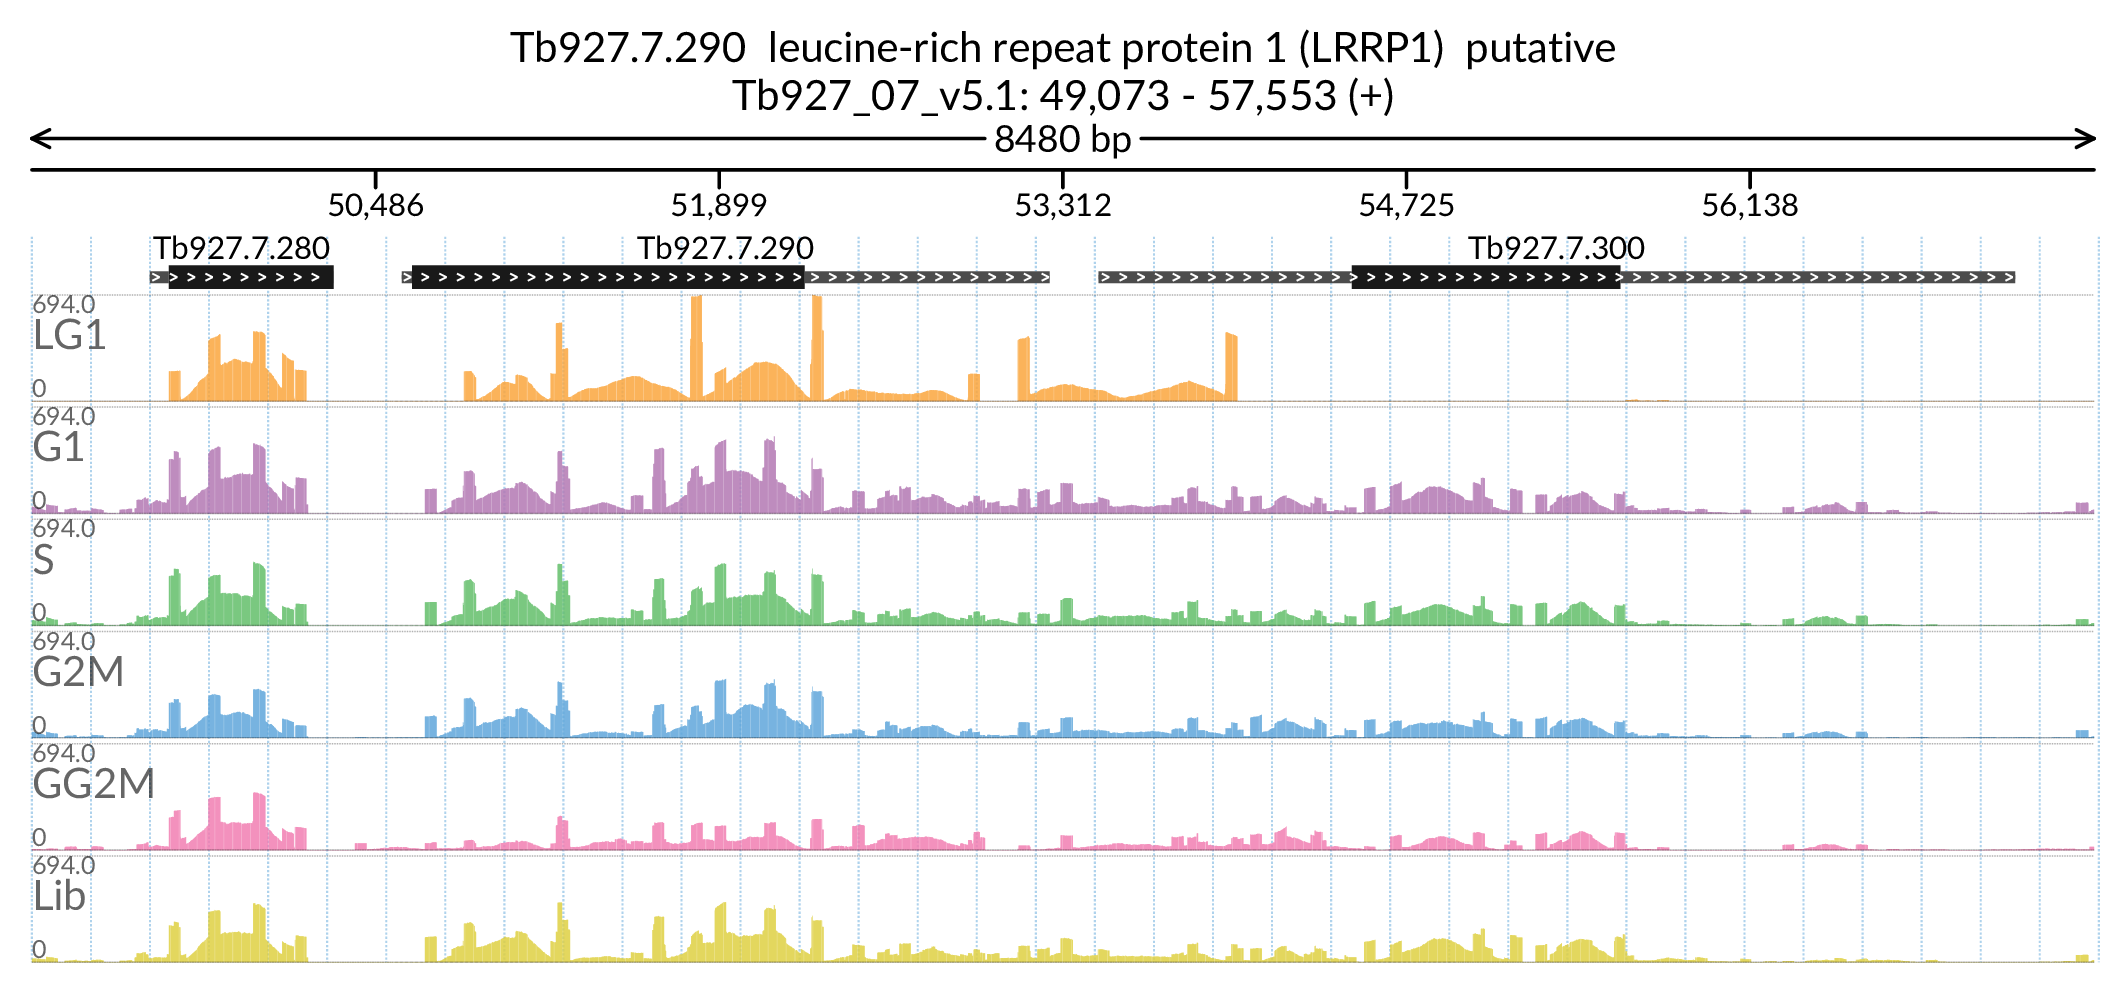 Tb927.7.290 leucine-rich repeat protein 1 (LRRP1) putative
Tb927_07_v5.1: 49,073 - 57,553 (+)
8480 bp
50,486 51,899 53,312 54,725 56,138
Tb927.7.280 Tb927.7.290 Tb927.7.300
694.0
LG1
0
694.0
G1
0
694.0
S
0
694.0
G2M
0
694.0
GG2M
0
694.0
Lib
0